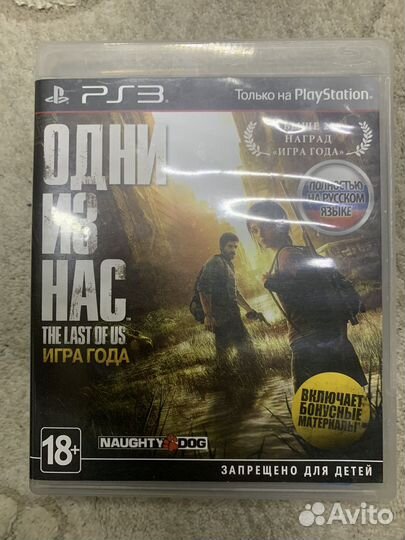 PS3
Только на PlayStation
НАГРАД
«ИГРА ГОДА»
ОДНИ
ИЗ
НАС
THE LAST OF US
ИГРА ГОДА
ПОЛНОСТЬЮ
НА РУССКОМ
ЯЗЫКЕ
ВКЛЮЧАЕТ
БОНУСНЫЕ
МАТЕРИАЛЫ
18+
NAUGHTY DOG
ЗАПРЕЩЕНО ДЛЯ ДЕТЕЙ
Avito